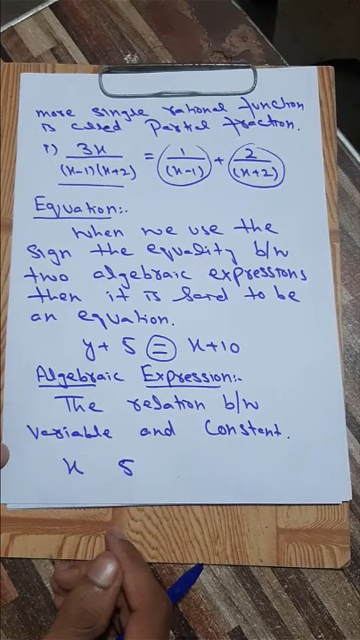 more single rational function
is called Partial fraction.
i) 3x/(x-1)(x+2) = 1/(x-1) + 2/(x+2)
Equation:-
When we use the
sign the equality b/w
two algebraic expressions
then it is said to be
an equation.
y + 5 = x+10
Algebraic Expression:-
The relation b/w
variable and Constant.
x 5